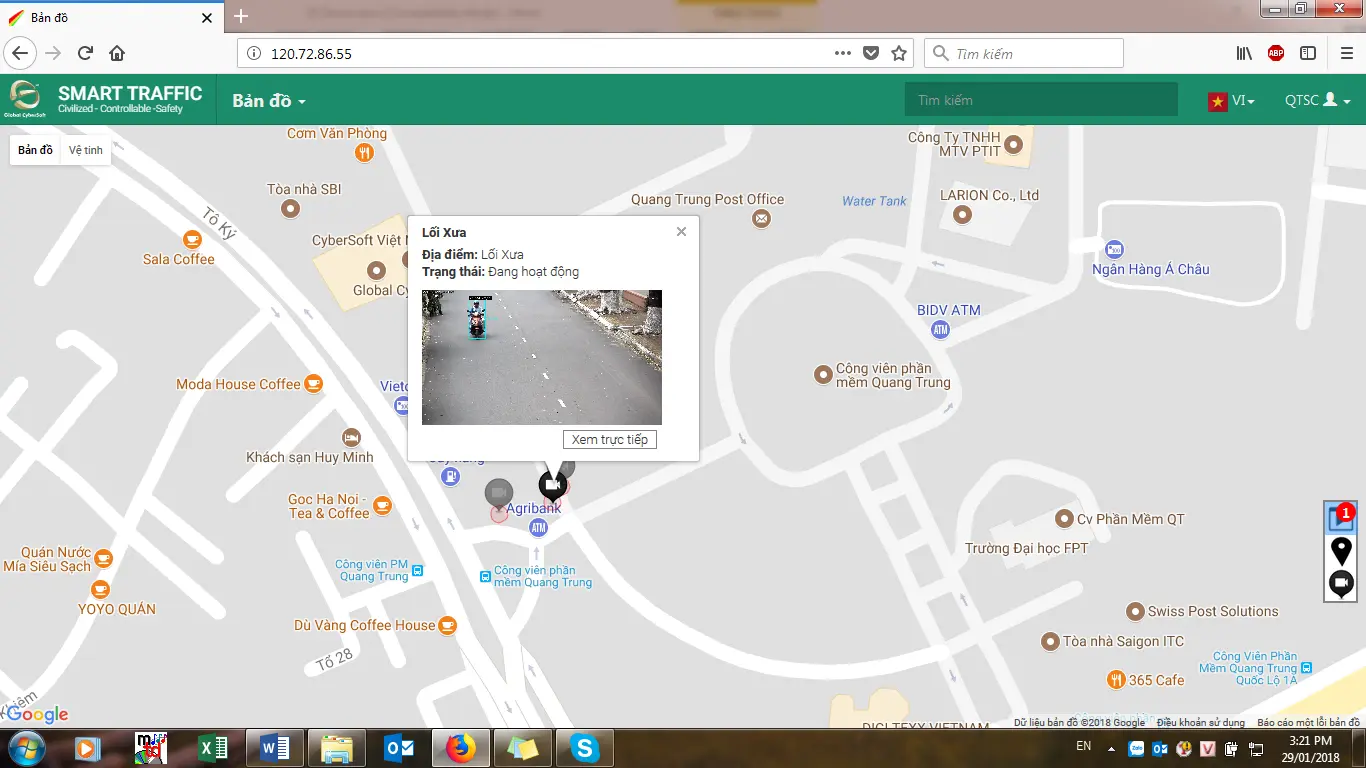 Bản đồ
120.72.86.55
Tìm kiếm
ABP
Global CyberSoft
SMART TRAFFIC
Civilized - Controllable -Safety
Bản đồ
Tìm kiếm
VI
QTSC
Bản đồ
Vệ tinh
Cơm Văn Phòng
Công Ty TNHH
MTV PTIT
Tòa nhà SBI
Tô Ký
Quang Trung Post Office
Water Tank
LARION Co., Ltd
CyberSoft Việt N
Sala Coffee
Global Cy
Lối Xưa
Địa điểm: Lối Xưa
Trạng thái: Đang hoạt động
Xem trực tiếp
Ngân Hàng Á Châu
BIDV ATM
ATM
Công viên phần
mềm Quang Trung
Moda House Coffee
Vieto
Khách sạn Huy Minh
Goc Ha Noi -
Tea & Coffee
Agribank
ATM
1
Cv Phần Mềm QT
Trường Đại học FPT
Quán Nước
Mía Siêu Sạch
YOYO QUÁN
Công viên PM
Quang Trung
Công viên phần
mềm Quang Trung
Dù Vàng Coffee House
Tổ 28
Swiss Post Solutions
Tòa nhà Saigon ITC
Công Viên Phần
Mềm Quang Trung
Quốc Lộ 1A
365 Cafe
Khiêm
Google
DIGI-TEXX VIETNAM
Dữ liệu bản đồ ©2018 Google
Điều khoản sử dụng
Báo cáo một lỗi bản đồ
EN
3:21 PM
29/01/2018